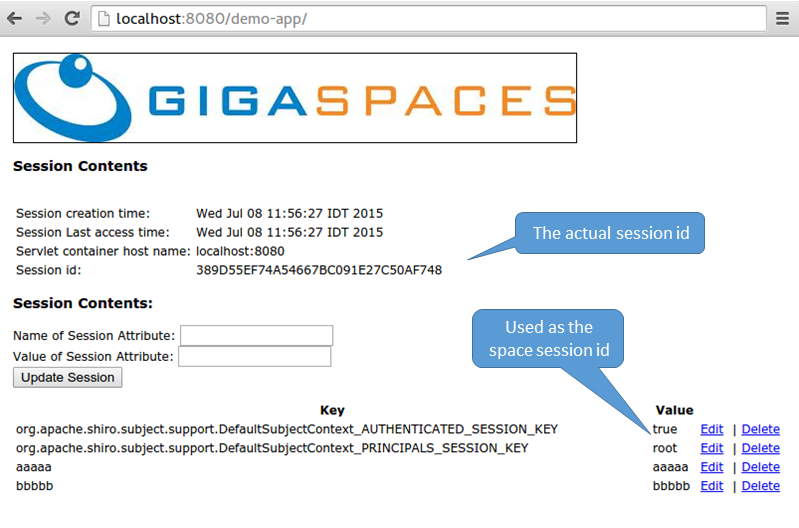 localhost:8080/demo-app/
GIGASPACES
Session Contents
Session creation time: Wed Jul 08 11:56:27 IDT 2015
Session Last access time: Wed Jul 08 11:56:27 IDT 2015
Servlet container host name: localhost:8080
Session id: 389D55EF74A54667BC091E27C50AF748
The actual session id
Session Contents:
Name of Session Attribute:
Value of Session Attribute:
Update Session
Used as the
space session id
Key Value
org.apache.shiro.subject.support.DefaultSubjectContext_AUTHENTICATED_SESSION_KEY true Edit | Delete
org.apache.shiro.subject.support.DefaultSubjectContext_PRINCIPALS_SESSION_KEY root Edit | Delete
aaaaa aaaaa Edit | Delete
bbbbb bbbbb Edit | Delete